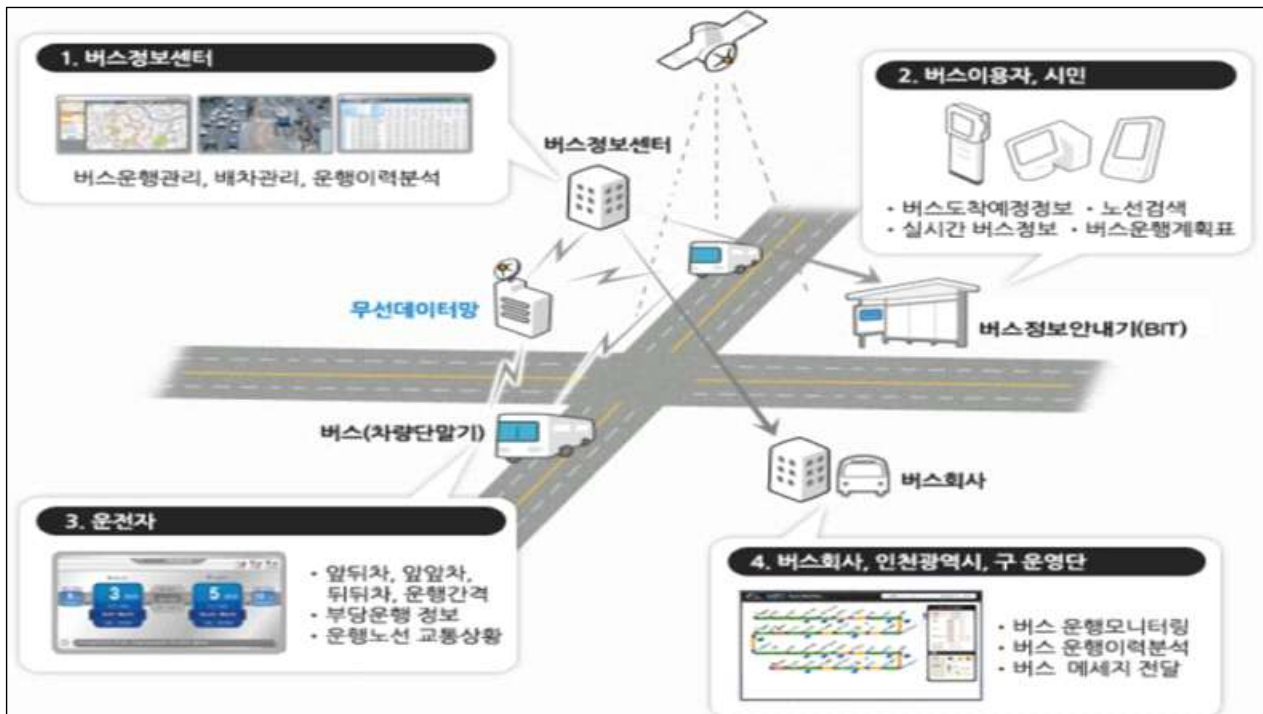 1. 버스정보센터
버스운행관리, 배차관리, 운행이력분석
버스정보센터
2. 버스이용자, 시민
· 버스도착예정정보 · 노선검색
· 실시간 버스정보 · 버스운행계획표
무선데이터망
버스정보안내기(BIT)
버스(차량단말기)
버스회사
3. 운전자
3
5
· 앞뒤차, 앞앞차,
뒤뒤차, 운행간격
· 부당운행 정보
· 운행노선 교통상황
4. 버스회사, 인천광역시, 구 운영단
· 버스 운행모니터링
· 버스 운행이력분석
· 버스 메세지 전달